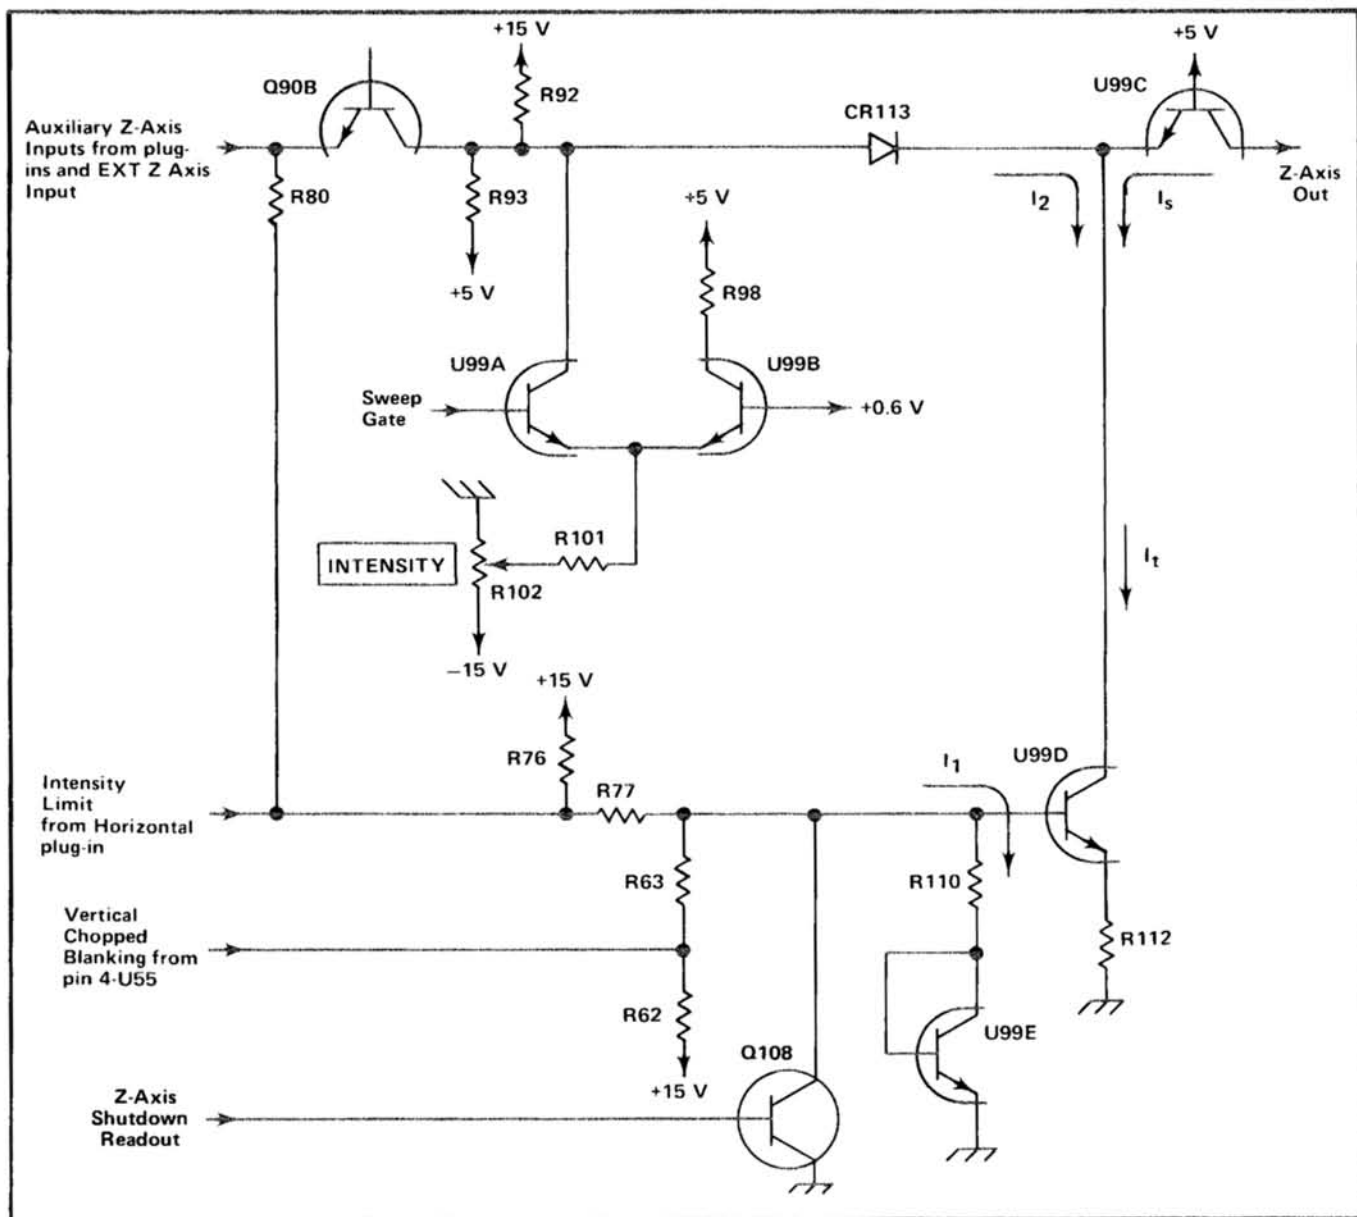 +15 V
+5 V
Q90B
U99C
R92
CR113
Auxiliary Z-Axis
Inputs from plug-
ins and EXT Z Axis
Input
Z-Axis
Out
R80
R93
I2
Is
+5 V
+5 V
R98
U99A
U99B
Sweep
Gate
+0.6 V
R101
INTENSITY
R102
It
−15 V
+15 V
R76
I1
U99D
R77
Intensity
Limit
from Horizontal
plug-in
R63
R110
Vertical
Chopped
Blanking from
pin 4-U55
R112
R62
U99E
Q108
+15 V
Z-Axis
Shutdown
Readout